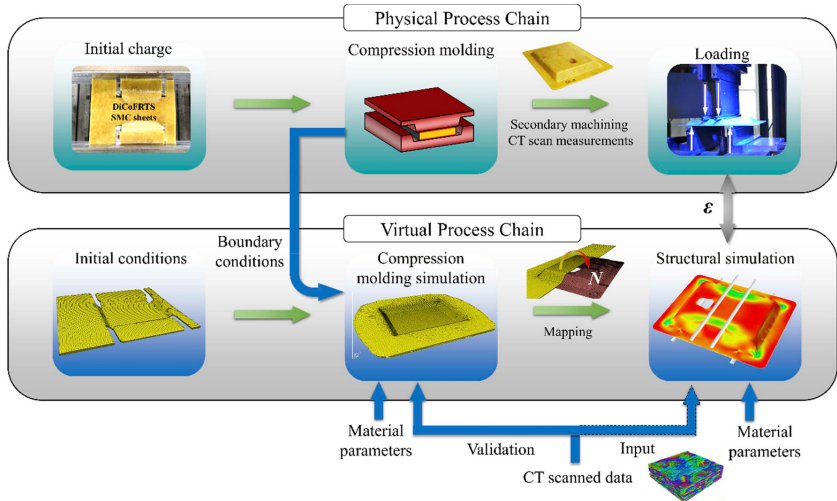 Physical Process Chain
Initial charge
Compression molding
Loading
DiCoFRTS
SMC sheets
Secondary machining
CT scan measurements
Boundary
conditions
ε
Virtual Process Chain
Initial conditions
Compression
molding simulation
Structural simulation
N
Mapping
Material
parameters
Validation
Input
Material
parameters
CT scanned data